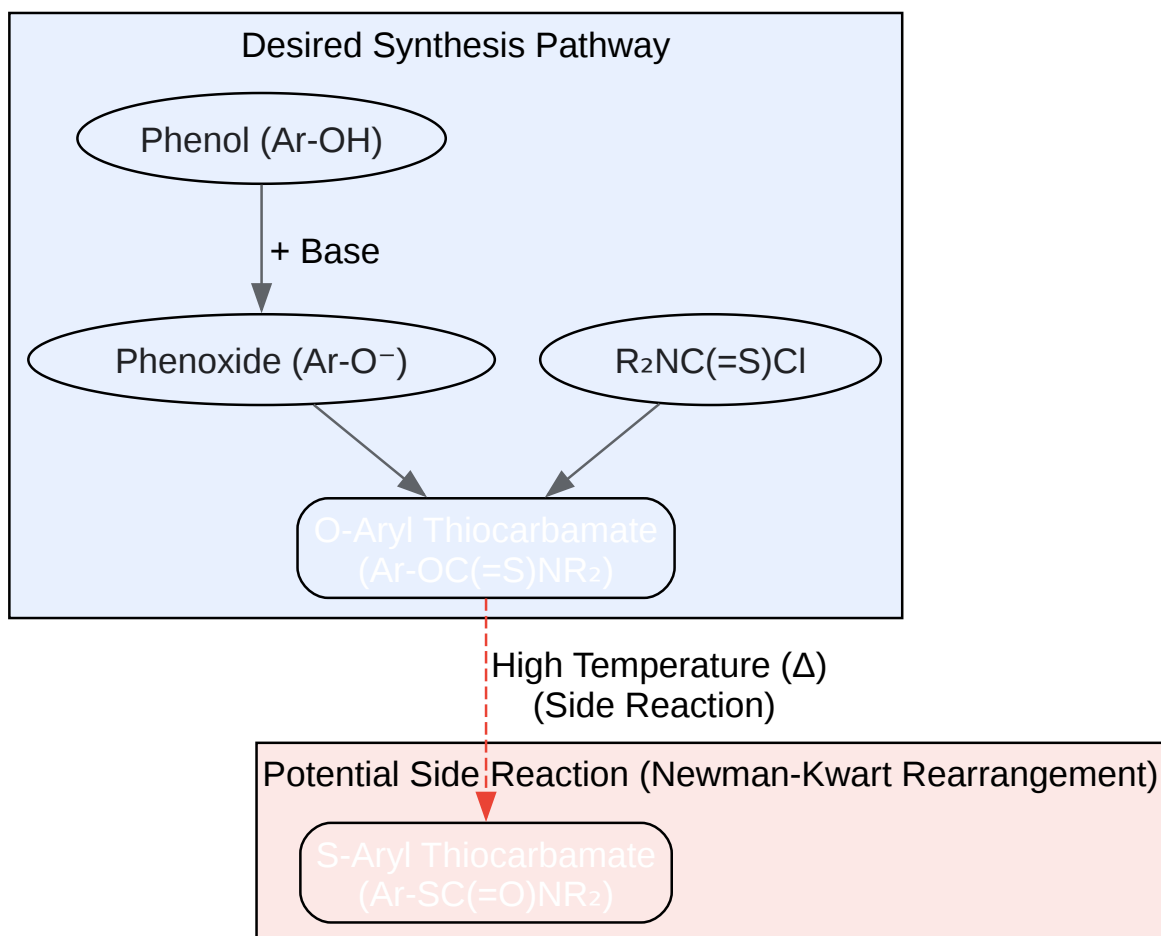 Desired Synthesis Pathway
Phenol (Ar-OH)
+ Base
Phenoxide (Ar-O⁻)
R₂NC(=S)Cl
O-Aryl Thiocarbamate
(Ar-OC(=S)NR₂)
High Temperature (Δ)
(Side Reaction)
Potential Side Reaction (Newman-Kwart Rearrangement)
S-Aryl Thiocarbamate
(Ar-SC(=O)NR₂)